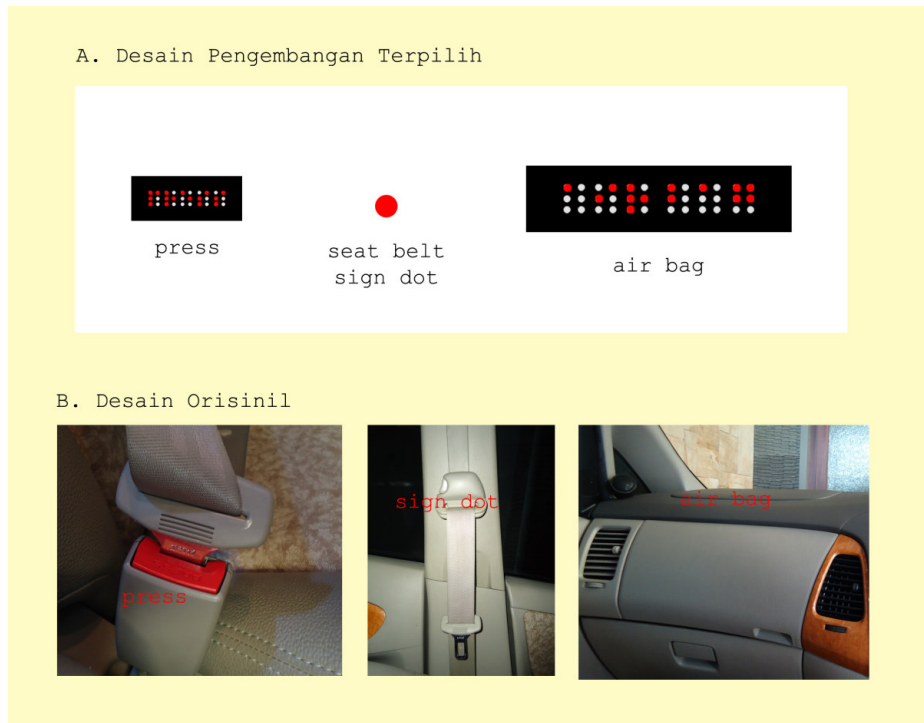 A. Desain Pengembangan Terpilih
press
seat belt
sign dot
air bag
B. Desain Orisinil
press
sign dot
air bag